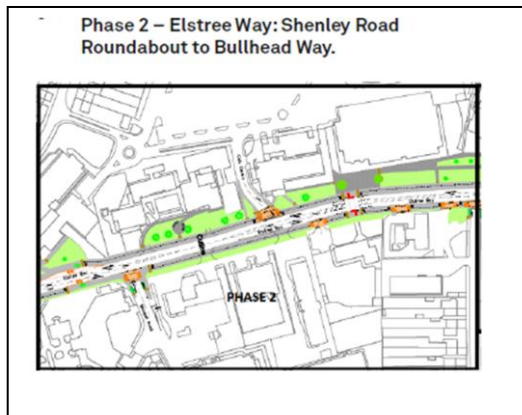 Phase 2 – Elstree Way: Shenley Road
Roundabout to Bullhead Way.
PHASE 2